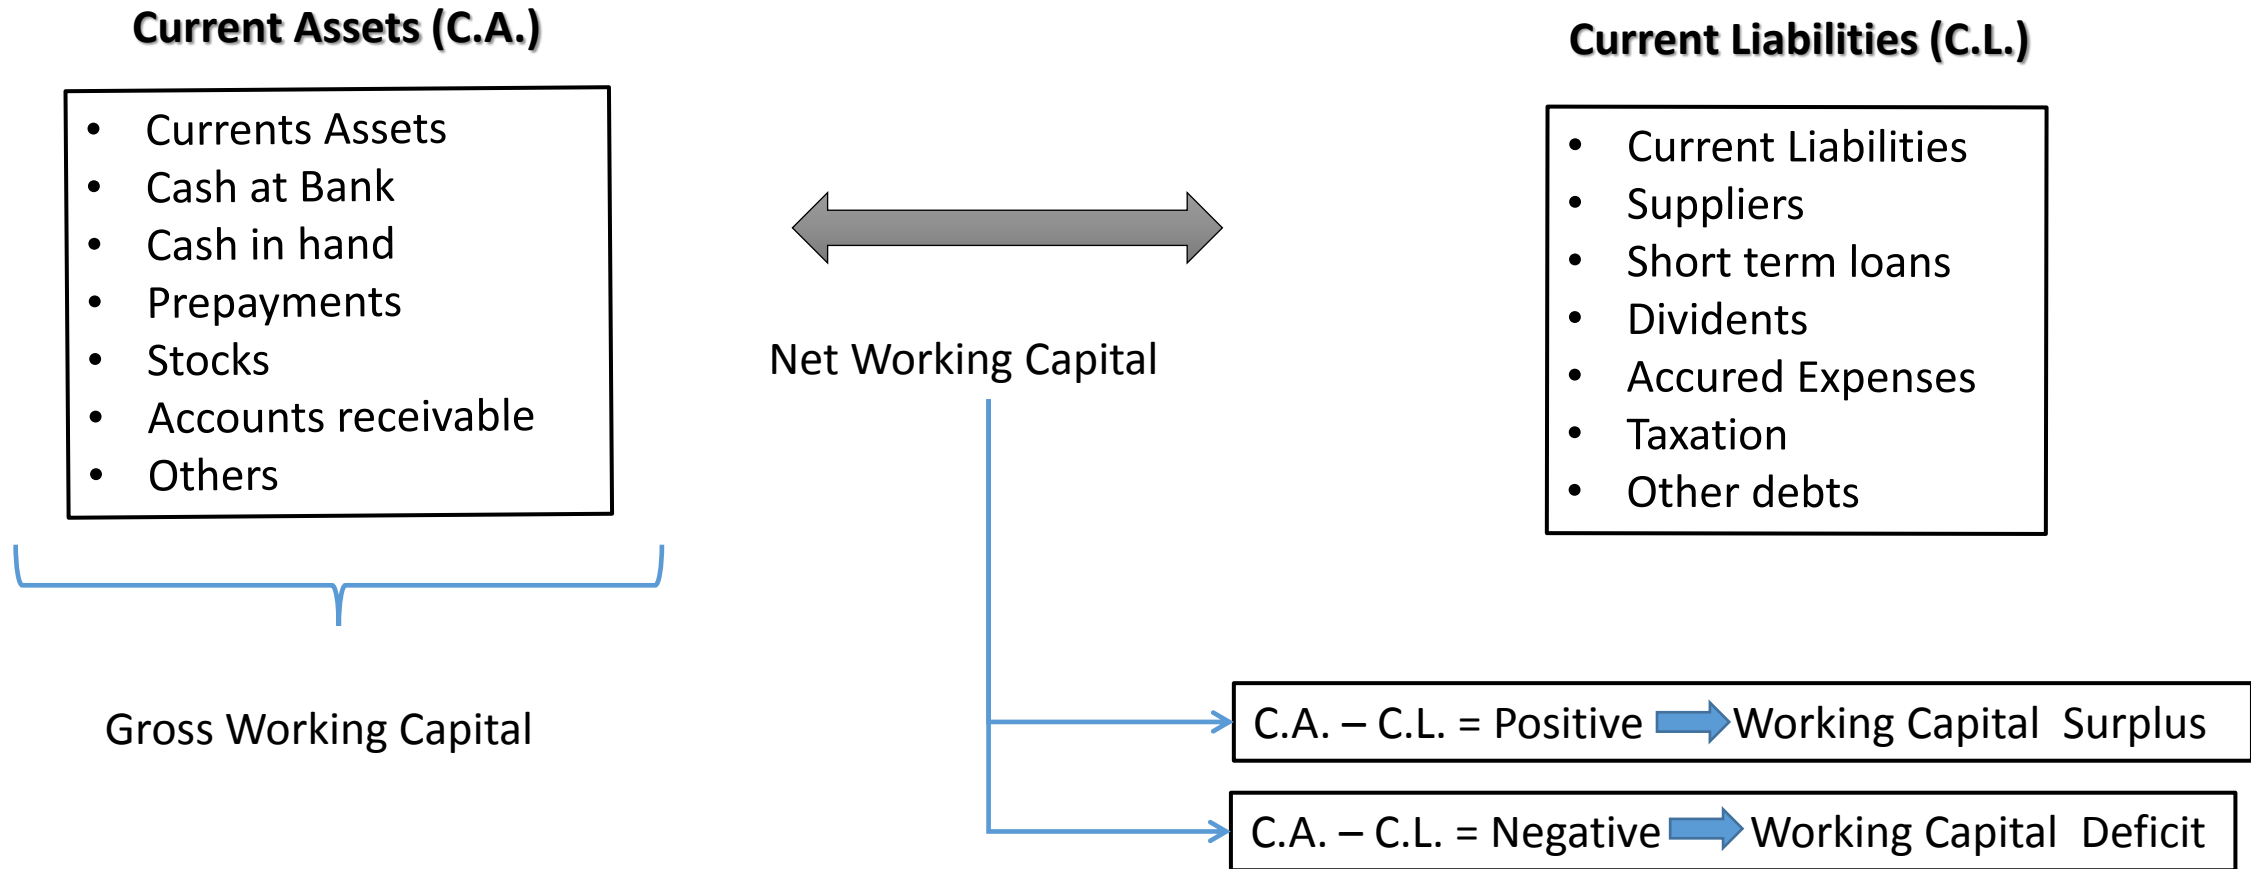 Current Assets (C.A.)
• Currents Assets
• Cash at Bank
• Cash in hand
• Prepayments
• Stocks
• Accounts receivable
• Others
Gross Working Capital
Net Working Capital
Current Liabilities (C.L.)
• Current Liabilities
• Suppliers
• Short term loans
• Dividents
• Accured Expenses
• Taxation
• Other debts
C.A. – C.L. = Positive Working Capital Surplus
C.A. – C.L. = Negative Working Capital Deficit